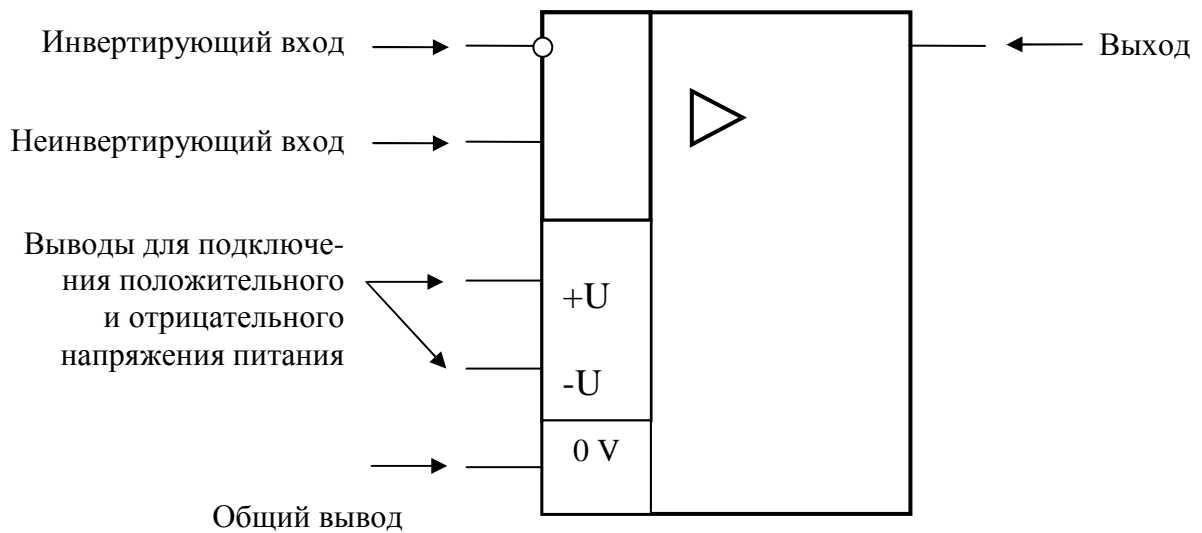 Инвертирующий вход
Выход
Неинвертирующий вход
Выводы для подключе-
ния положительного
и отрицательного
напряжения питания
+U
-U
0 V
Общий вывод